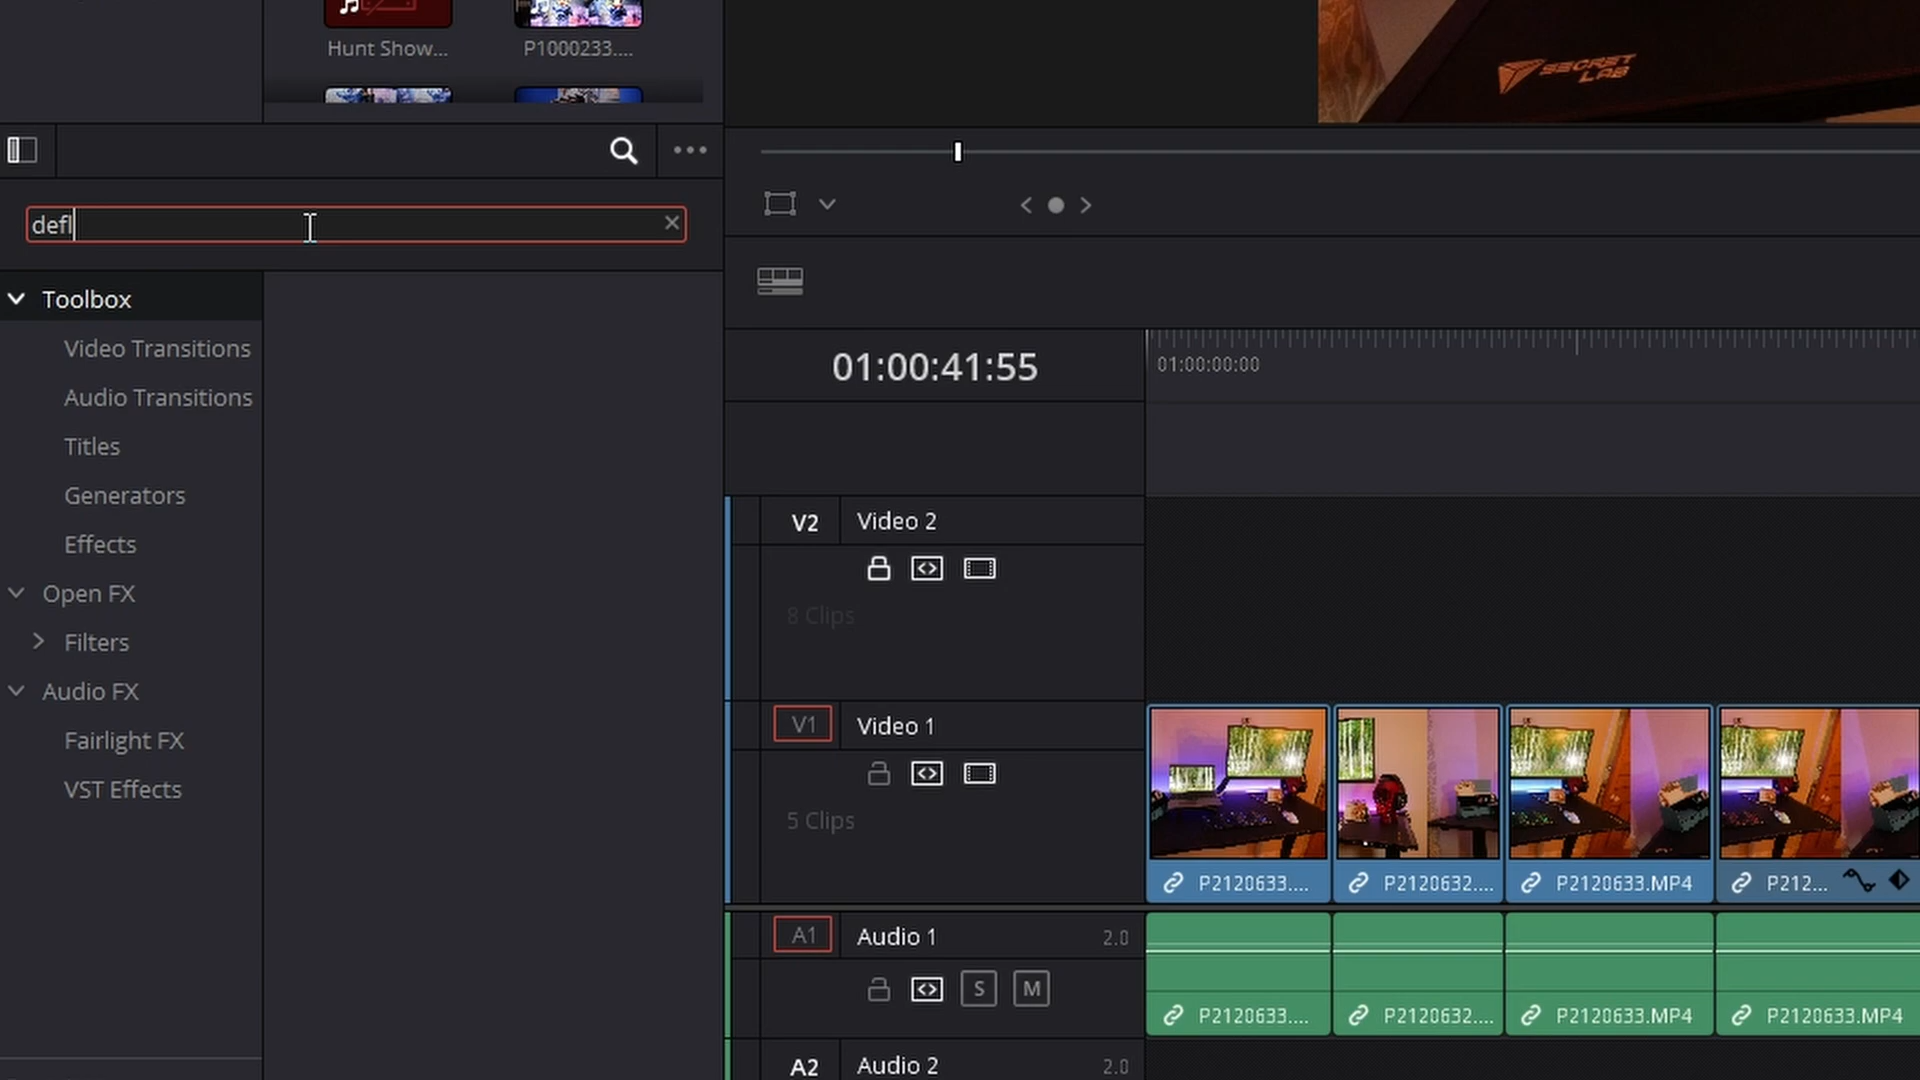 Hunt Show...
P1000233....
SECRET
LAB
defl
Toolbox
Video Transitions
Audio Transitions
Titles
Generators
Effects
Open FX
Filters
Audio FX
Fairlight FX
VST Effects
01:00:41:55
01:00:00:00
V2 Video 2
8 Clips
V1 Video 1
5 Clips
P2120633....
P2120632....
P2120633.MP4
P212...
A1 Audio 1 2.0
S M
P2120633....
P2120632....
P2120633.MP4
P2120633.MP4
A2 Audio 2 2.0